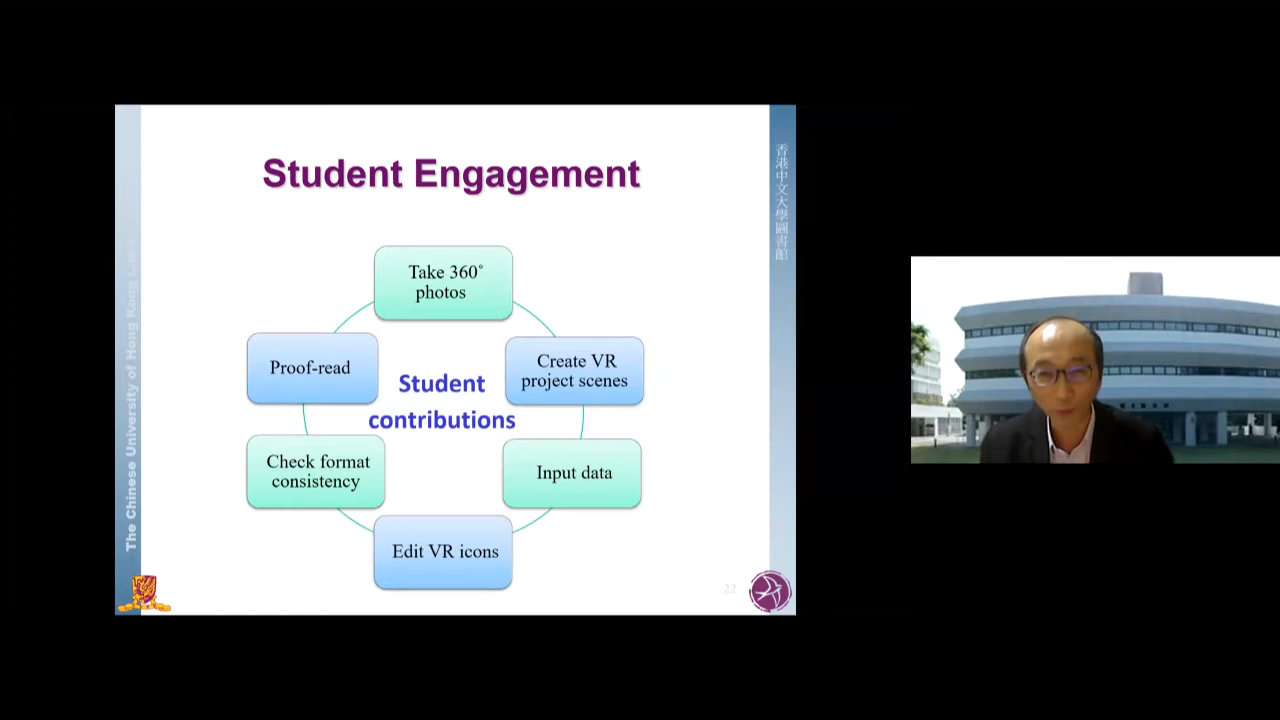 Student Engagement
Take 360˚
photos
Create VR
project scenes
Input data
Edit VR icons
Check format
consistency
Proof-read
Student
contributions
The Chinese University of Hong Kong
香港中文大學圖書館
22